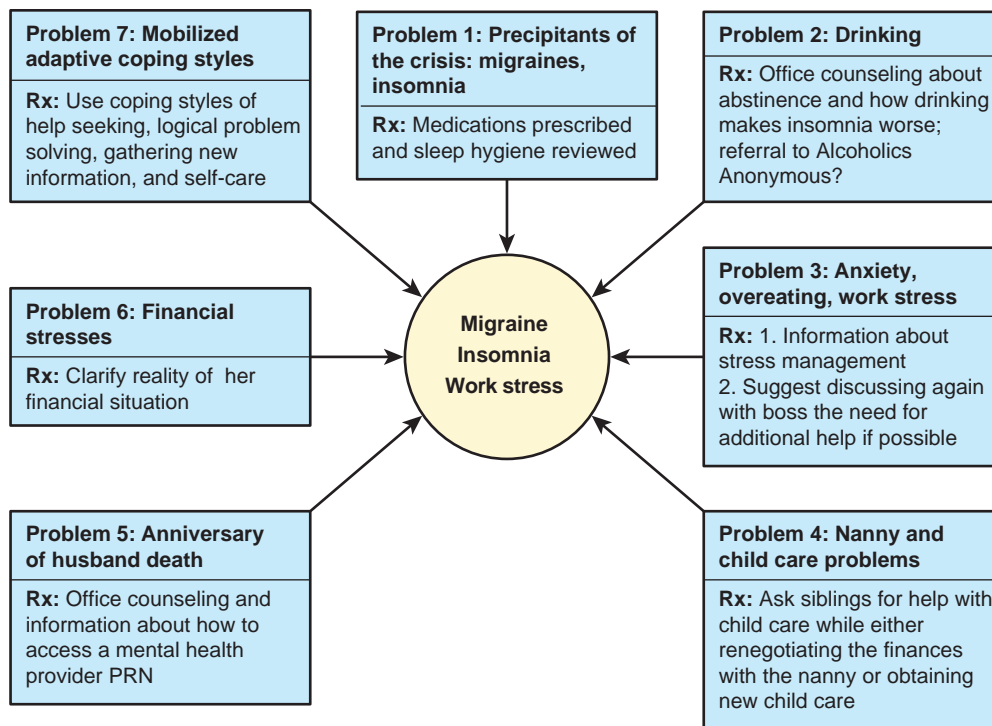 Problem 7: Mobilized
adaptive coping styles
Rx: Use coping styles of
help seeking, logical problem
solving, gathering new
information, and self-care
Problem 1: Precipitants of
the crisis: migraines,
insomnia
Rx: Medications prescribed
and sleep hygiene reviewed
Problem 2: Drinking
Rx: Office counseling about
abstinence and how drinking
makes insomnia worse;
referral to Alcoholics
Anonymous?
Problem 6: Financial
stresses
Rx: Clarify reality of her
financial situation
Migraine
Insomnia
Work stress
Problem 3: Anxiety,
overeating, work stress
Rx: 1. Information about
stress management
2. Suggest discussing again
with boss the need for
additional help if possible
Problem 5: Anniversary
of husband death
Rx: Office counseling and
information about how to
access a mental health
provider PRN
Problem 4: Nanny and
child care problems
Rx: Ask siblings for help with
child care while either
renegotiating the finances
with the nanny or obtaining
new child care